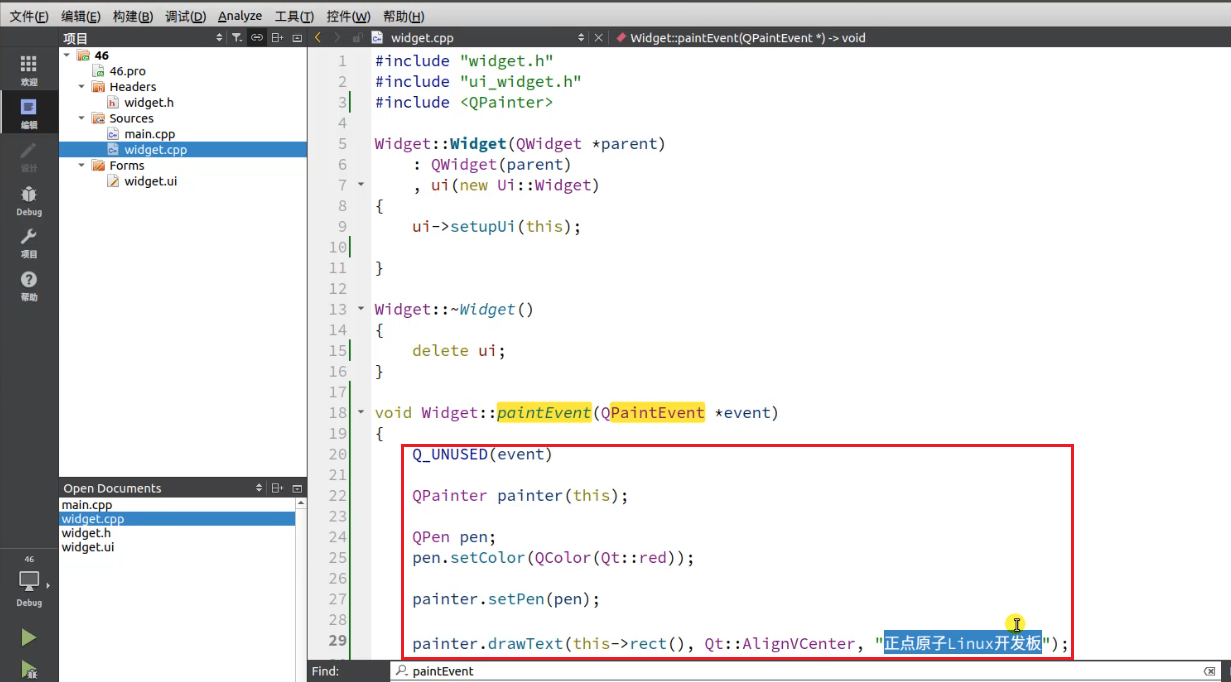 文件(F) 编辑(E) 构建(B) 调试(D) Analyze 工具(T) 控件(W) 帮助(H)
项目
widget.cpp
Widget::paintEvent(QPaintEvent *) -> void
欢迎
编辑
设计
Debug
项目
帮助
46
Debug
46
46.pro
Headers
widget.h
Sources
main.cpp
widget.cpp
Forms
widget.ui
Open Documents
main.cpp
widget.cpp
widget.h
widget.ui
1 #include "widget.h"
2 #include "ui_widget.h"
3 #include <QPainter>
4
5 Widget::Widget(QWidget *parent)
6 : QWidget(parent)
7 , ui(new Ui::Widget)
8 {
9 ui->setupUi(this);
10
11 }
12
13 Widget::~Widget()
14 {
15 delete ui;
16 }
17
18 void Widget::paintEvent(QPaintEvent *event)
19 {
20 Q_UNUSED(event)
21
22 QPainter painter(this);
23
24 QPen pen;
25 pen.setColor(QColor(Qt::red));
26
27 painter.setPen(pen);
28
29 painter.drawText(this->rect(), Qt::AlignVCenter, "正点原子Linux开发板");
Find: paintEvent